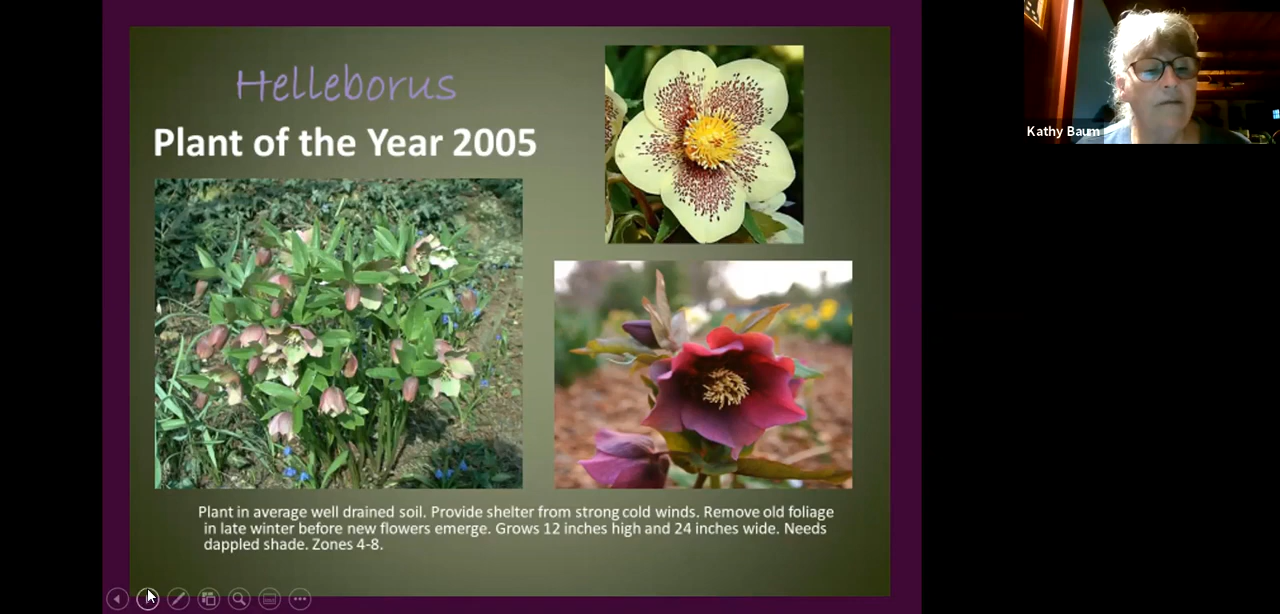 Helleborus
Plant of the Year 2005
Kathy Baum
Plant in average well drained soil. Provide shelter from strong cold winds. Remove old foliage
in late winter before new flowers emerge. Grows 12 inches high and 24 inches wide. Needs
dappled shade. Zones 4-8.